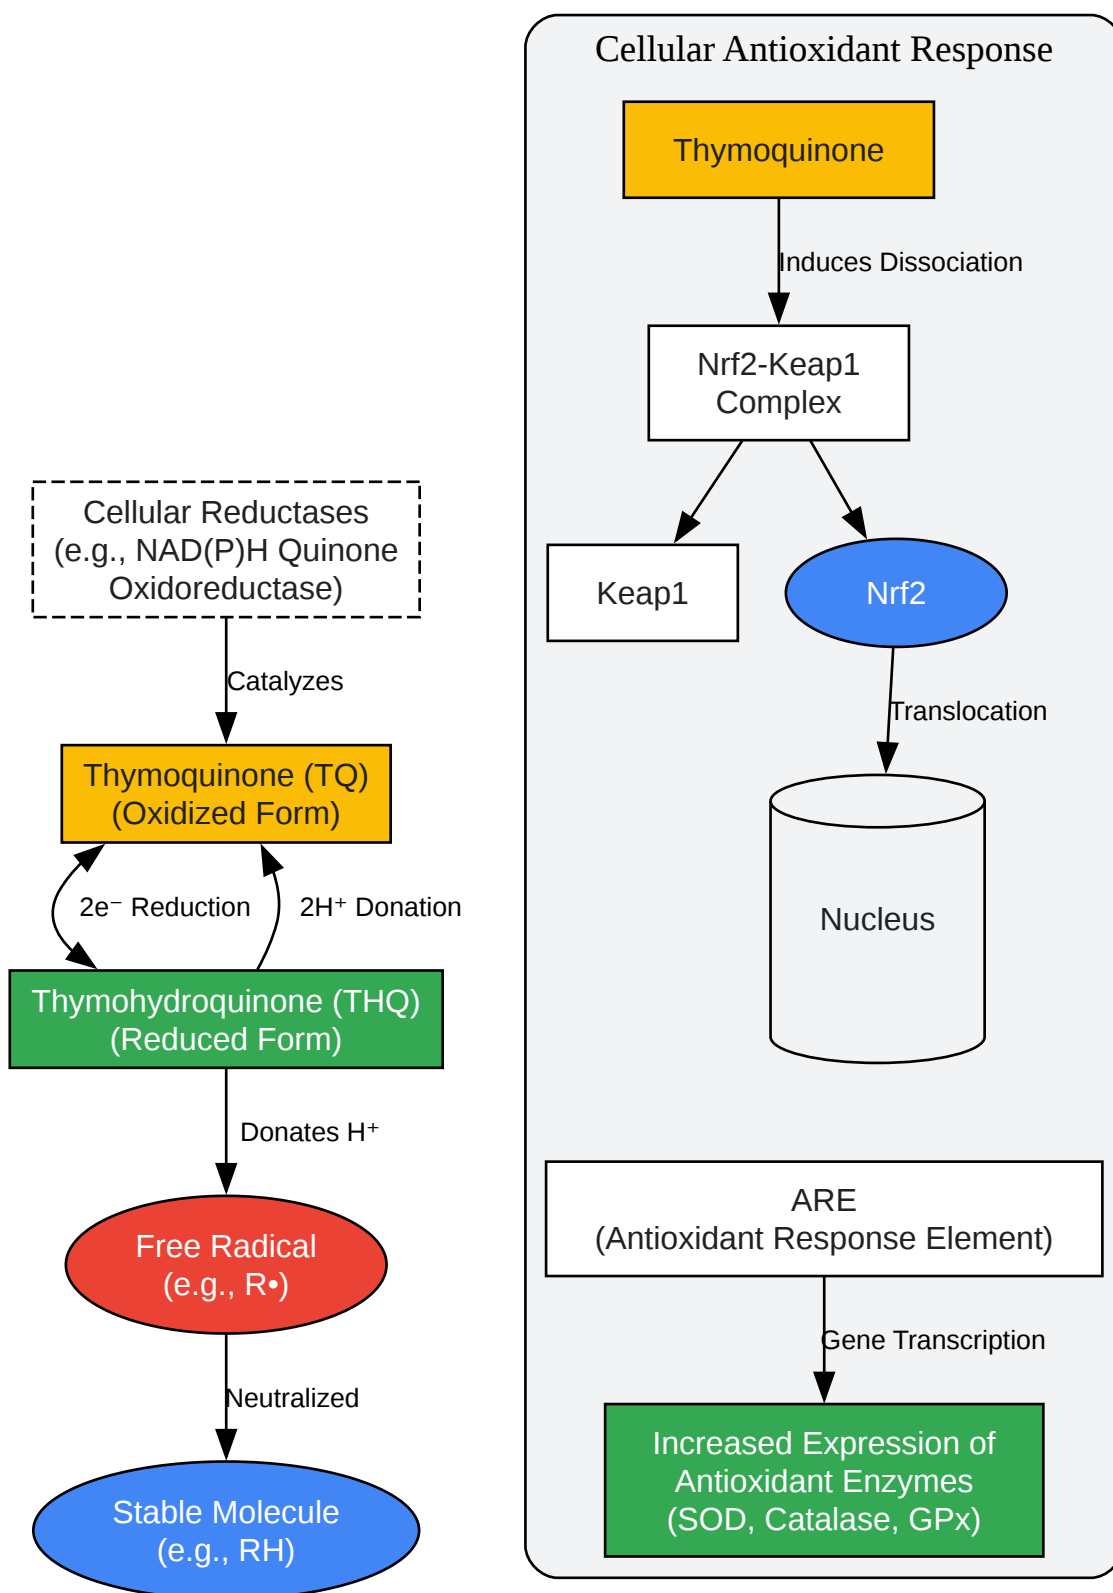 Cellular Antioxidant Response
Thymoquinone
Induces Dissociation
Nrf2-Keap1
Complex
Keap1
Nrf2
Translocation
Nucleus
ARE
(Antioxidant Response Element)
Gene Transcription
Increased Expression of
Antioxidant Enzymes
(SOD, Catalase, GPx)
Cellular Reductases
(e.g., NAD(P)H Quinone
Oxidoreductase)
Catalyzes
Thymoquinone (TQ)
(Oxidized Form)
2e⁻ Reduction
2H⁺ Donation
Thymohydroquinone (THQ)
(Reduced Form)
Donates H⁺
Free Radical
(e.g., R•)
Neutralized
Stable Molecule
(e.g., RH)